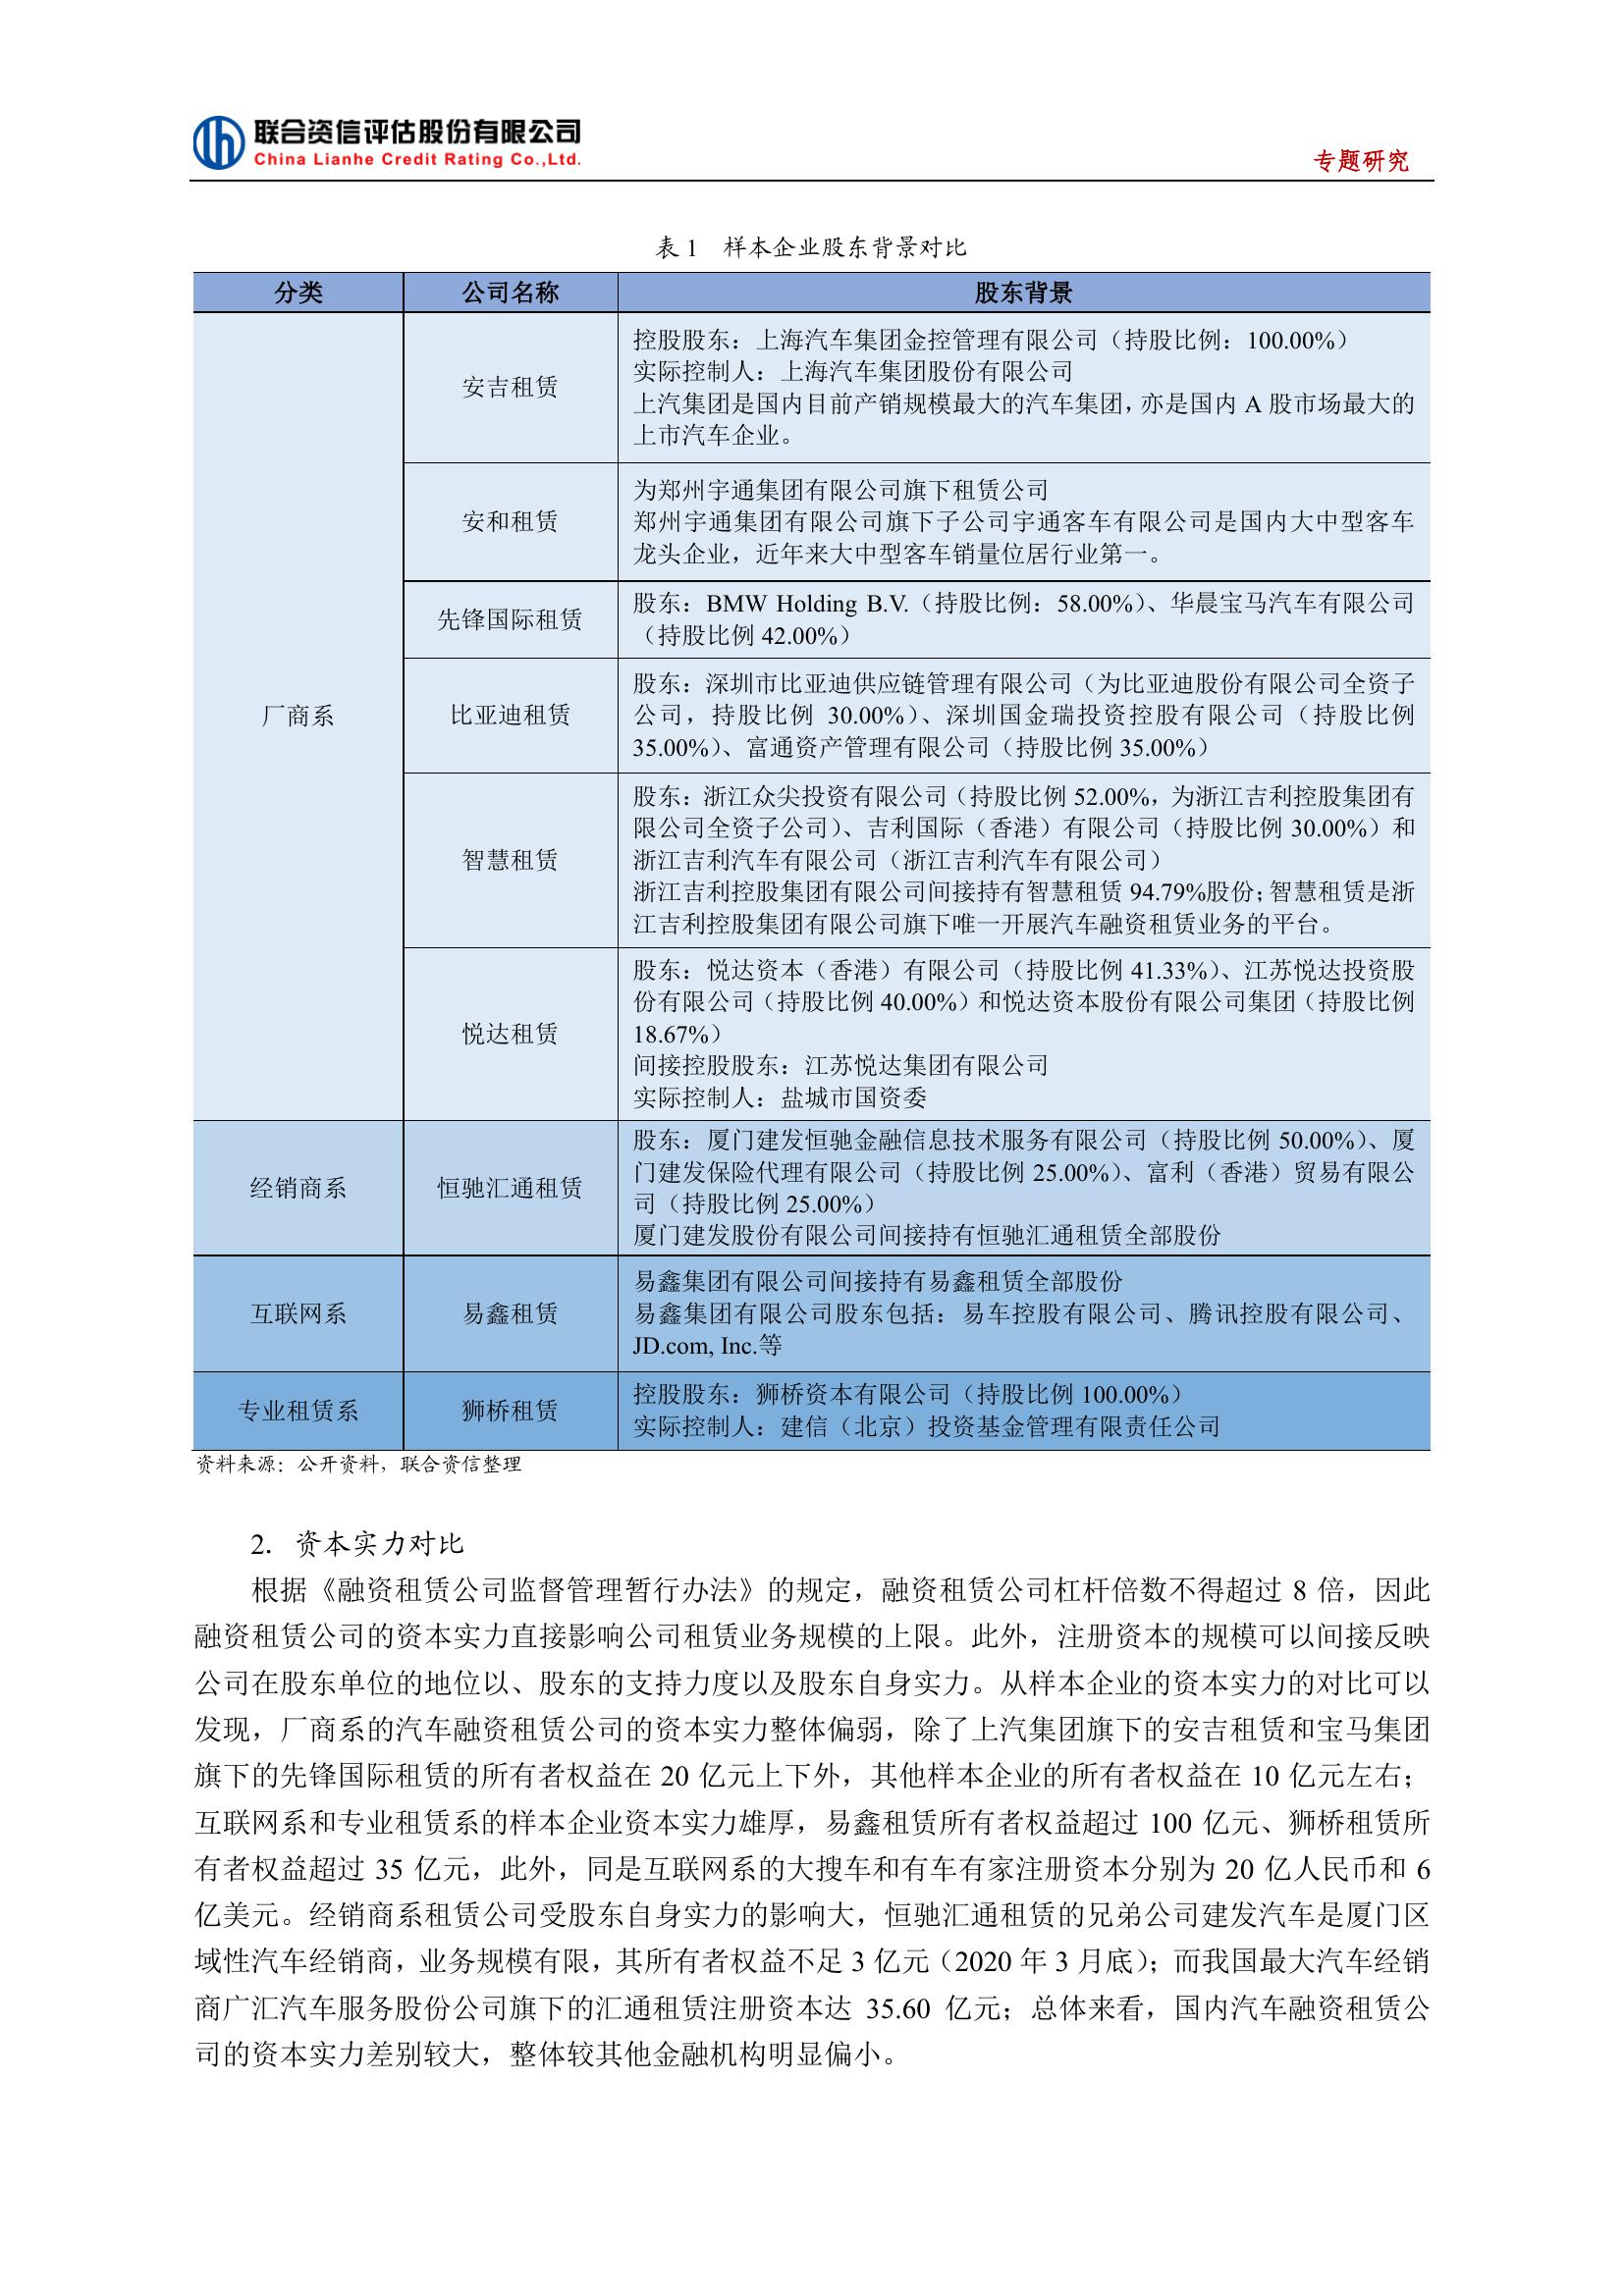 联合资信评估股份有限公司
China Lianhe Credit Rating Co.,Ltd.
专题研究
表 1 样本企业股东背景对比
分类 公司名称 股东背景
厂商系
安吉租赁
控股股东：上海汽车集团金控管理有限公司（持股比例：100.00%）
实际控制人：上海汽车集团股份有限公司
上汽集团是国内目前产销规模最大的汽车集团，亦是国内 A 股市场最大的
上市汽车企业。
安和租赁
为郑州宇通集团有限公司旗下租赁公司
郑州宇通集团有限公司旗下子公司宇通客车有限公司是国内大中型客车
龙头企业，近年来大中型客车销量位居行业第一。
先锋国际租赁
股东：BMW Holding B.V.（持股比例：58.00%）、华晨宝马汽车有限公司
（持股比例 42.00%）
比亚迪租赁
股东：深圳市比亚迪供应链管理有限公司（为比亚迪股份有限公司全资子
公司，持股比例 30.00%）、深圳国金瑞投资控股有限公司（持股比例
35.00%）、富通资产管理有限公司（持股比例 35.00%）
智慧租赁
股东：浙江众尖投资有限公司（持股比例 52.00%，为浙江吉利控股集团有
限公司全资子公司）、吉利国际（香港）有限公司（持股比例 30.00%）和
浙江吉利汽车有限公司（浙江吉利汽车有限公司）
浙江吉利控股集团有限公司间接持有智慧租赁 94.79%股份；智慧租赁是浙
江吉利控股集团有限公司旗下唯一开展汽车融资租赁业务的平台。
悦达租赁
股东：悦达资本（香港）有限公司（持股比例 41.33%）、江苏悦达投资股
份有限公司（持股比例 40.00%）和悦达资本股份有限公司集团（持股比例
18.67%）
间接控股股东：江苏悦达集团有限公司
实际控制人：盐城市国资委
经销商系
恒驰汇通租赁
股东：厦门建发恒驰金融信息技术服务有限公司（持股比例 50.00%）、厦
门建发保险代理有限公司（持股比例 25.00%）、富利（香港）贸易有限公
司（持股比例 25.00%）
厦门建发股份有限公司间接持有恒驰汇通租赁全部股份
互联网系
易鑫租赁
易鑫集团有限公司间接持有易鑫租赁全部股份
易鑫集团有限公司股东包括：易车控股有限公司、腾讯控股有限公司、
JD.com, Inc.等
专业租赁系
狮桥租赁
控股股东：狮桥资本有限公司（持股比例 100.00%）
实际控制人：建信（北京）投资基金管理有限责任公司
资料来源：公开资料，联合资信整理
2. 资本实力对比
根据《融资租赁公司监督管理暂行办法》的规定，融资租赁公司杠杆倍数不得超过 8 倍，因此
融资租赁公司的资本实力直接影响公司租赁业务规模的上限。此外，注册资本的规模可以间接反映
公司在股东单位的地位以、股东的支持力度以及股东自身实力。从样本企业的资本实力的对比可以
发现，厂商系的汽车融资租赁公司的资本实力整体偏弱，除了上汽集团旗下的安吉租赁和宝马集团
旗下的先锋国际租赁的所有者权益在 20 亿元上下外，其他样本企业的所有者权益在 10 亿元左右；
互联网系和专业租赁系的样本企业资本实力雄厚，易鑫租赁所有者权益超过 100 亿元、狮桥租赁所
有者权益超过 35 亿元，此外，同是互联网系的大搜车和有车有家注册资本分别为 20 亿人民币和 6
亿美元。经销商系租赁公司受股东自身实力的影响大，恒驰汇通租赁的兄弟公司建发汽车是厦门区
域性汽车经销商，业务规模有限，其所有者权益不足 3 亿元（2020 年 3 月底）；而我国最大汽车经销
商广汇汽车服务股份公司旗下的汇通租赁注册资本达 35.60 亿元；总体来看，国内汽车融资租赁公
司的资本实力差别较大，整体较其他金融机构明显偏小。